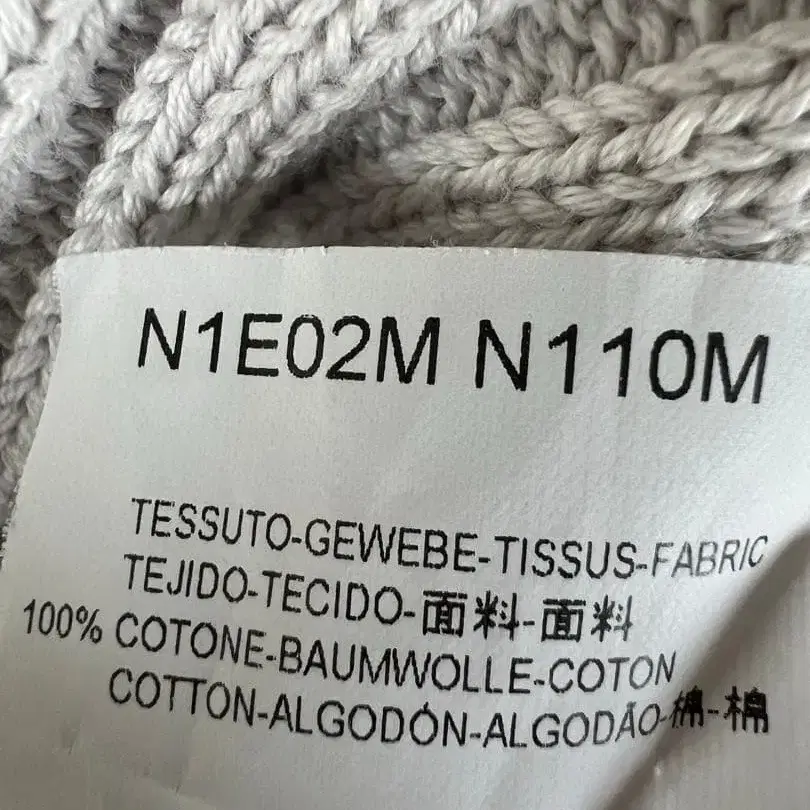 N1E02M N110M
TESSUTO-GEWEBE-TISSUS-FABRIC
TEJIDO-TECIDO-面料-面料
100% COTONE-BAUMWOLLE-COTON
COTTON-ALGODÓN-ALGODÃO-棉-棉